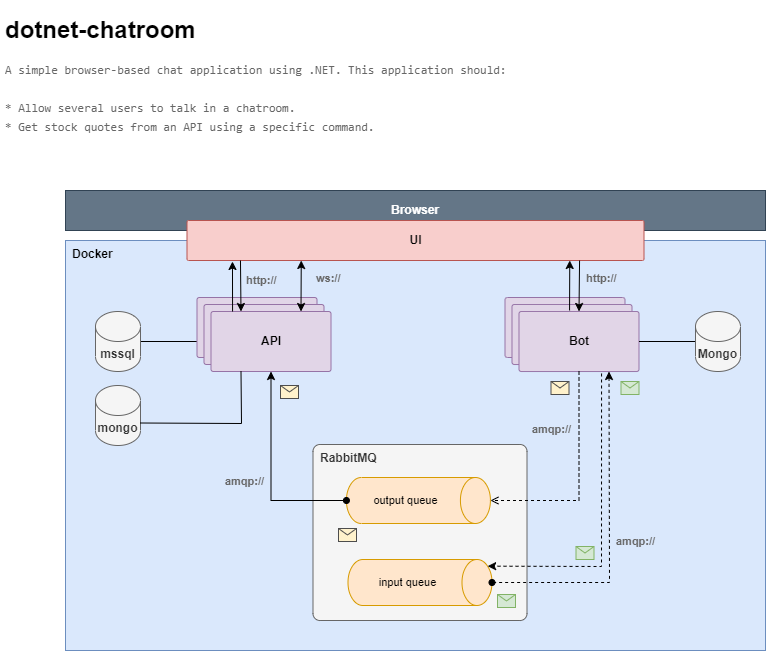 dotnet-chatroom
A simple browser-based chat application using .NET. This application should:
* Allow several users to talk in a chatroom.
* Get stock quotes from an API using a specific command.
Browser
UI
Docker
http://
ws://
http://
API
Bot
mssql
Mongo
mongo
amqp://
RabbitMQ
amqp://
output queue
amqp://
input queue